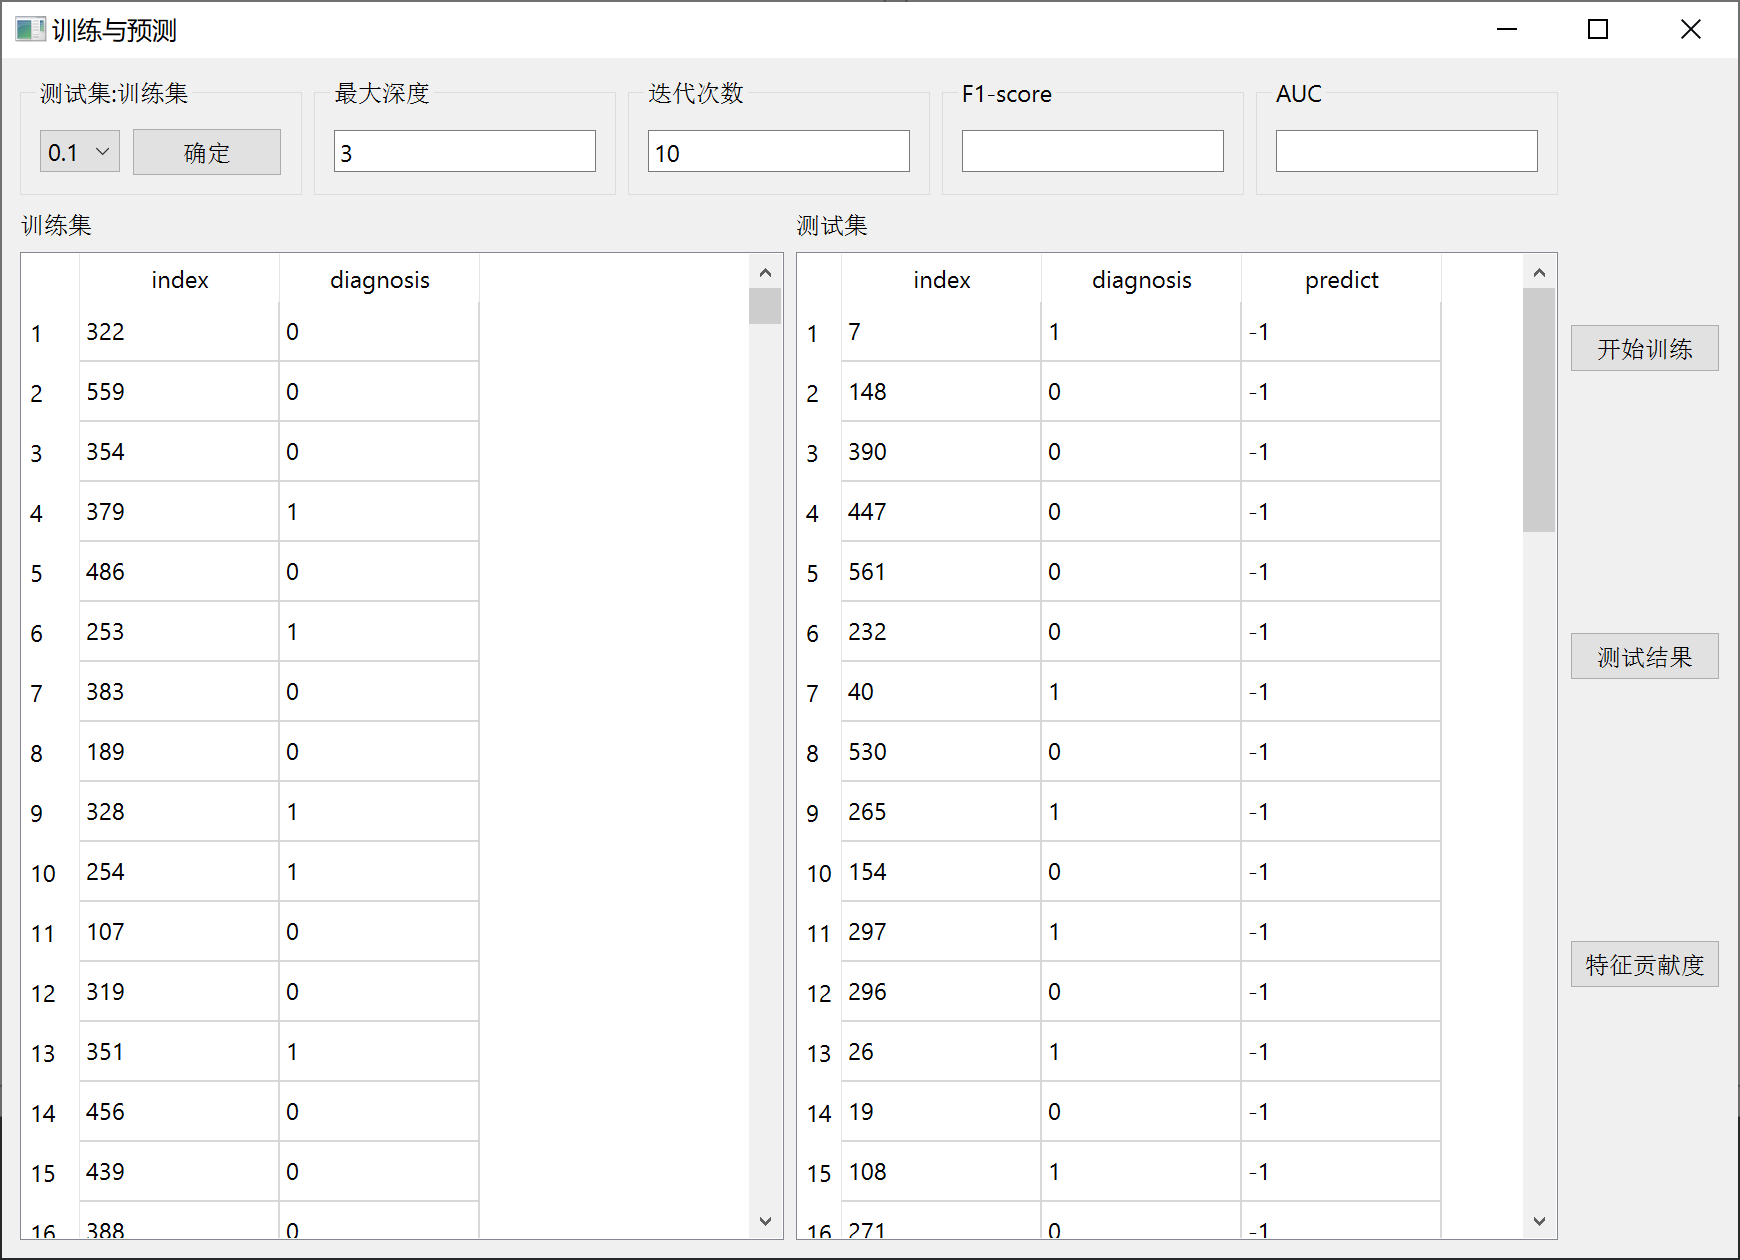 训练与预测
测试集:训练集 最大深度 迭代次数 F1-score AUC
0.1 确定 3 10
训练集 测试集
index diagnosis index diagnosis predict
1 322 0 1 7 1 -1
开始训练
2 559 0 2 148 0 -1
3 354 0 3 390 0 -1
4 379 1 4 447 0 -1
5 486 0 5 561 0 -1
6 253 1 6 232 0 -1
测试结果
7 383 0 7 40 1 -1
8 189 0 8 530 0 -1
9 328 1 9 265 1 -1
10 254 1 10 154 0 -1
11 107 0 11 297 1 -1
特征贡献度
12 319 0 12 296 0 -1
13 351 1 13 26 1 -1
14 456 0 14 19 0 -1
15 439 0 15 108 1 -1
16 388 0 16 271 0 -1